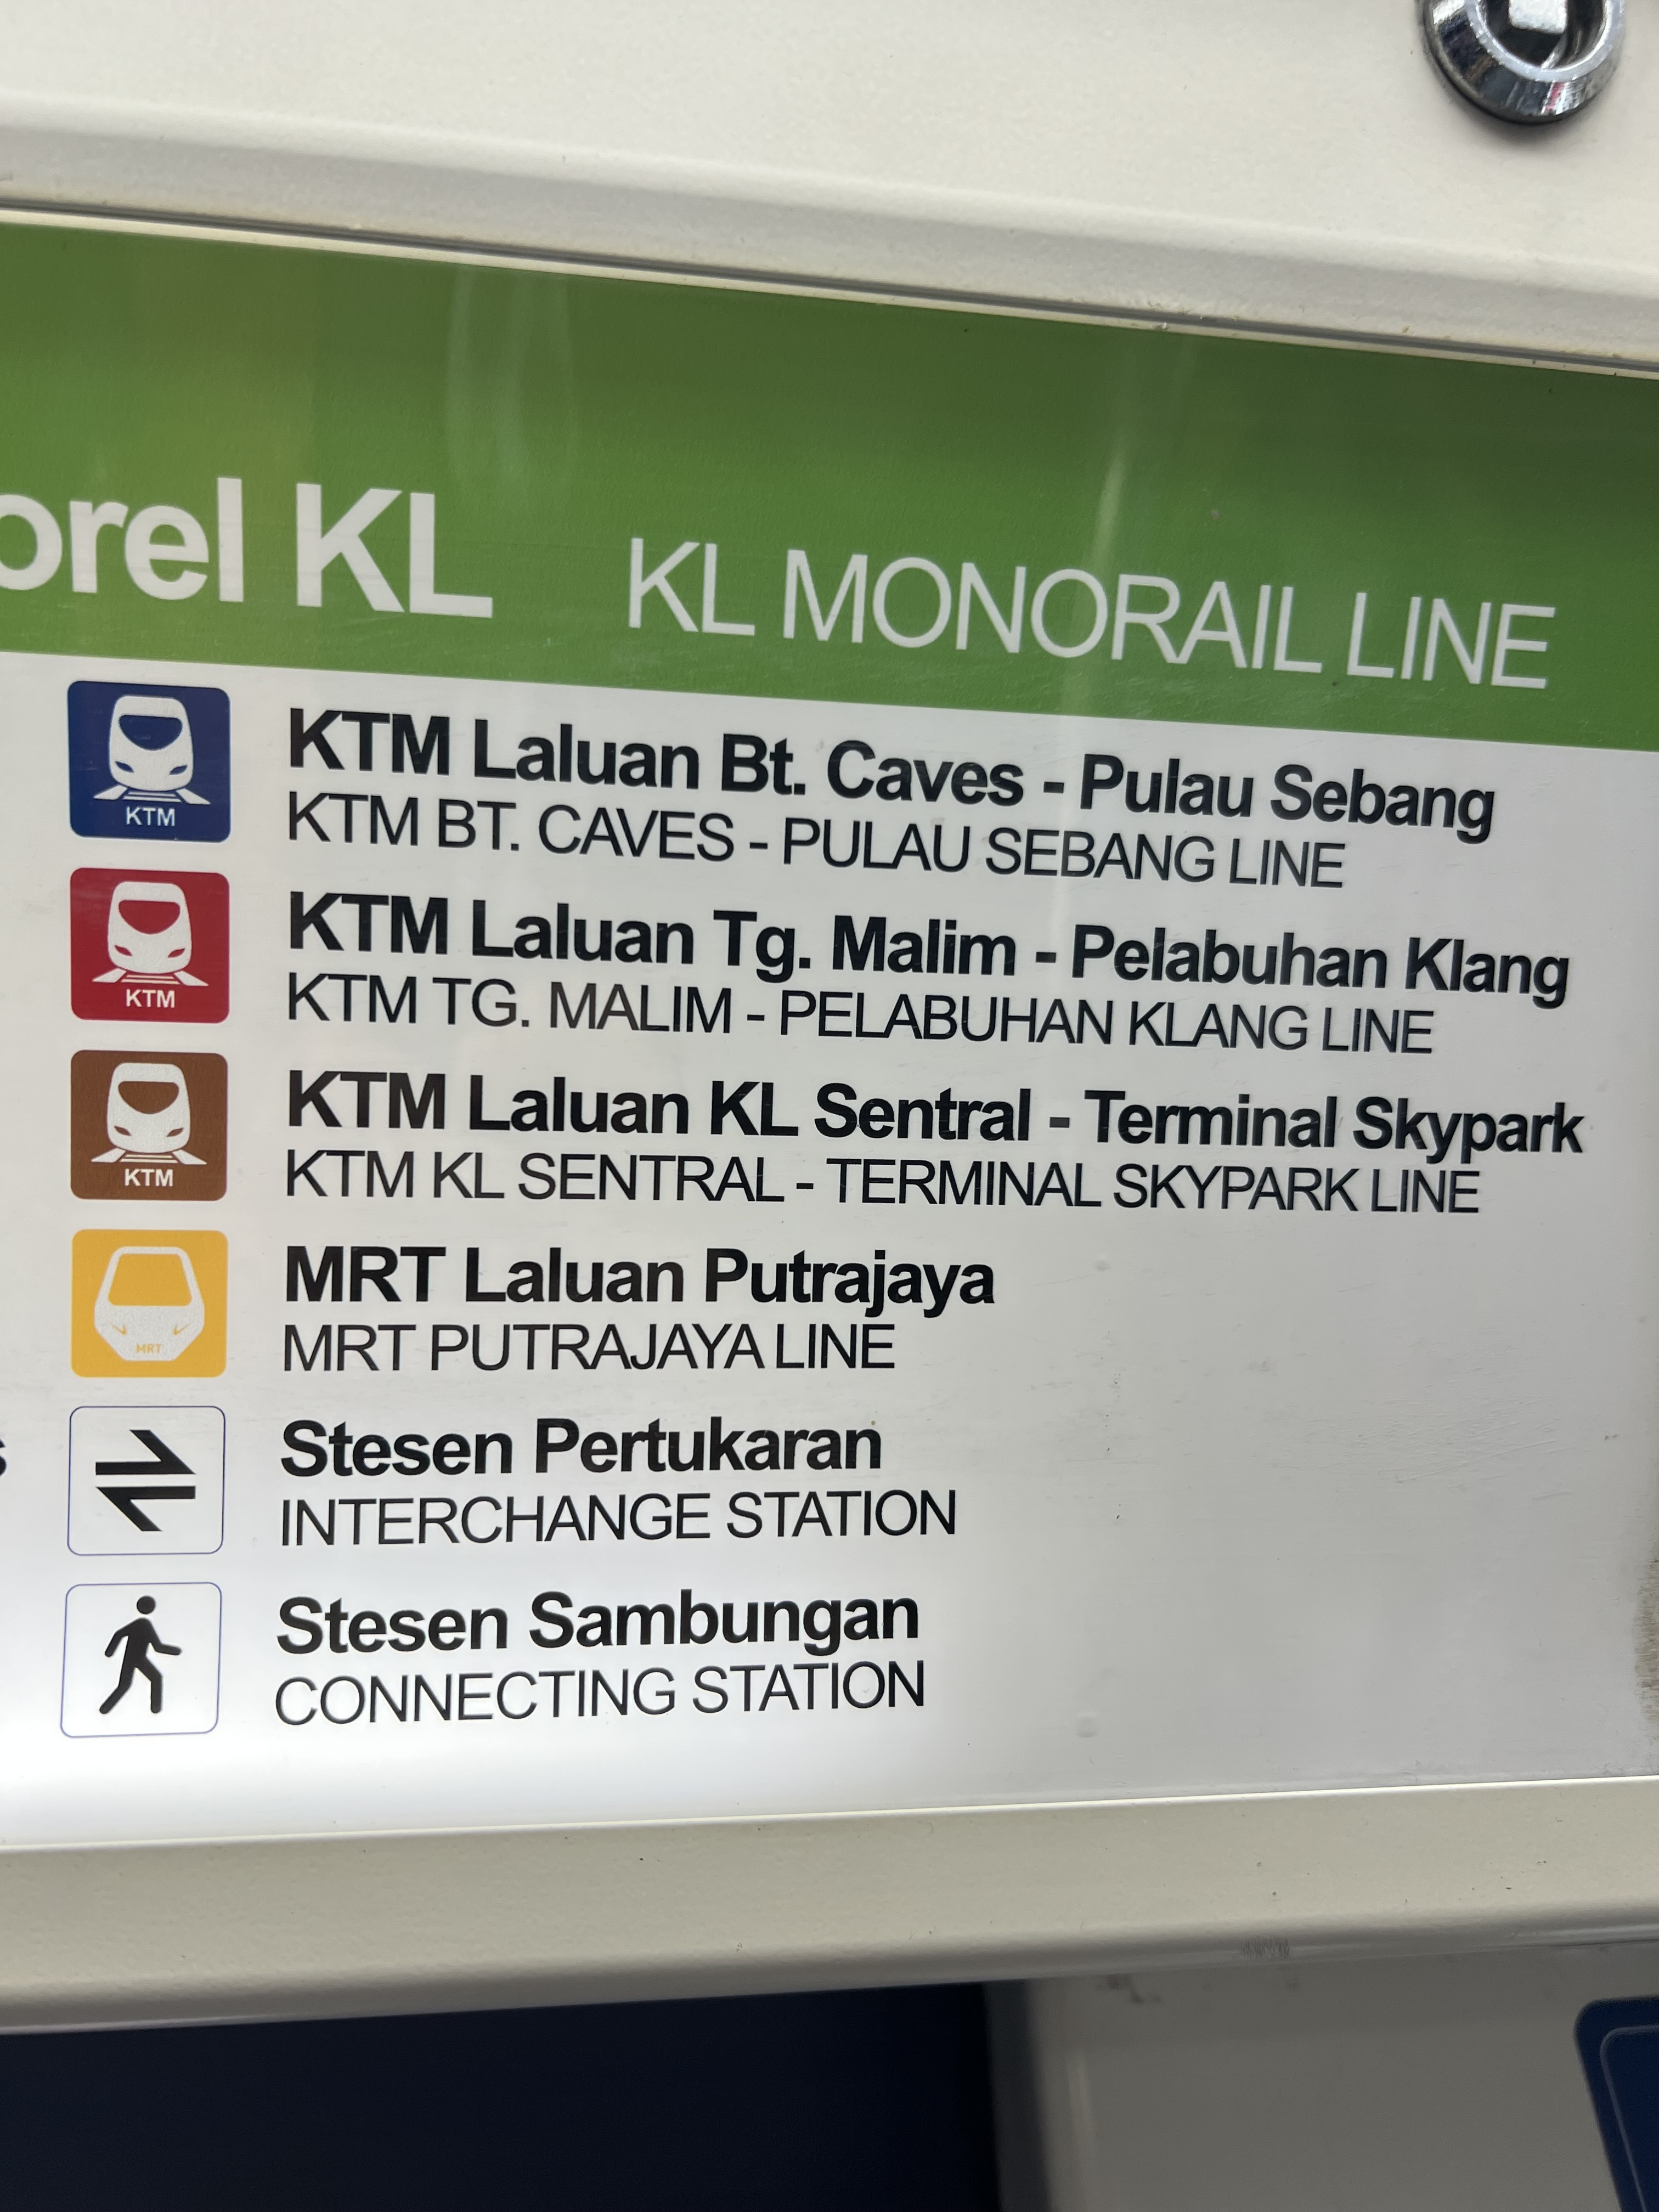 KL KL MONORAIL LINE
KTM
KTM Laluan Bt. Caves - Pulau Sebang
KTM BT. CAVES - PULAU SEBANG LINE
KTM
KTM Laluan Tg. Malim - Pelabuhan Klang
KTM TG. MALIM - PELABUHAN KLANG LINE
KTM
KTM Laluan KL Sentral - Terminal Skypark
KTM KL SENTRAL - TERMINAL SKYPARK LINE
MRT
MRT Laluan Putrajaya
MRT PUTRAJAYA LINE
Stesen Pertukaran
INTERCHANGE STATION
Stesen Sambungan
CONNECTING STATION